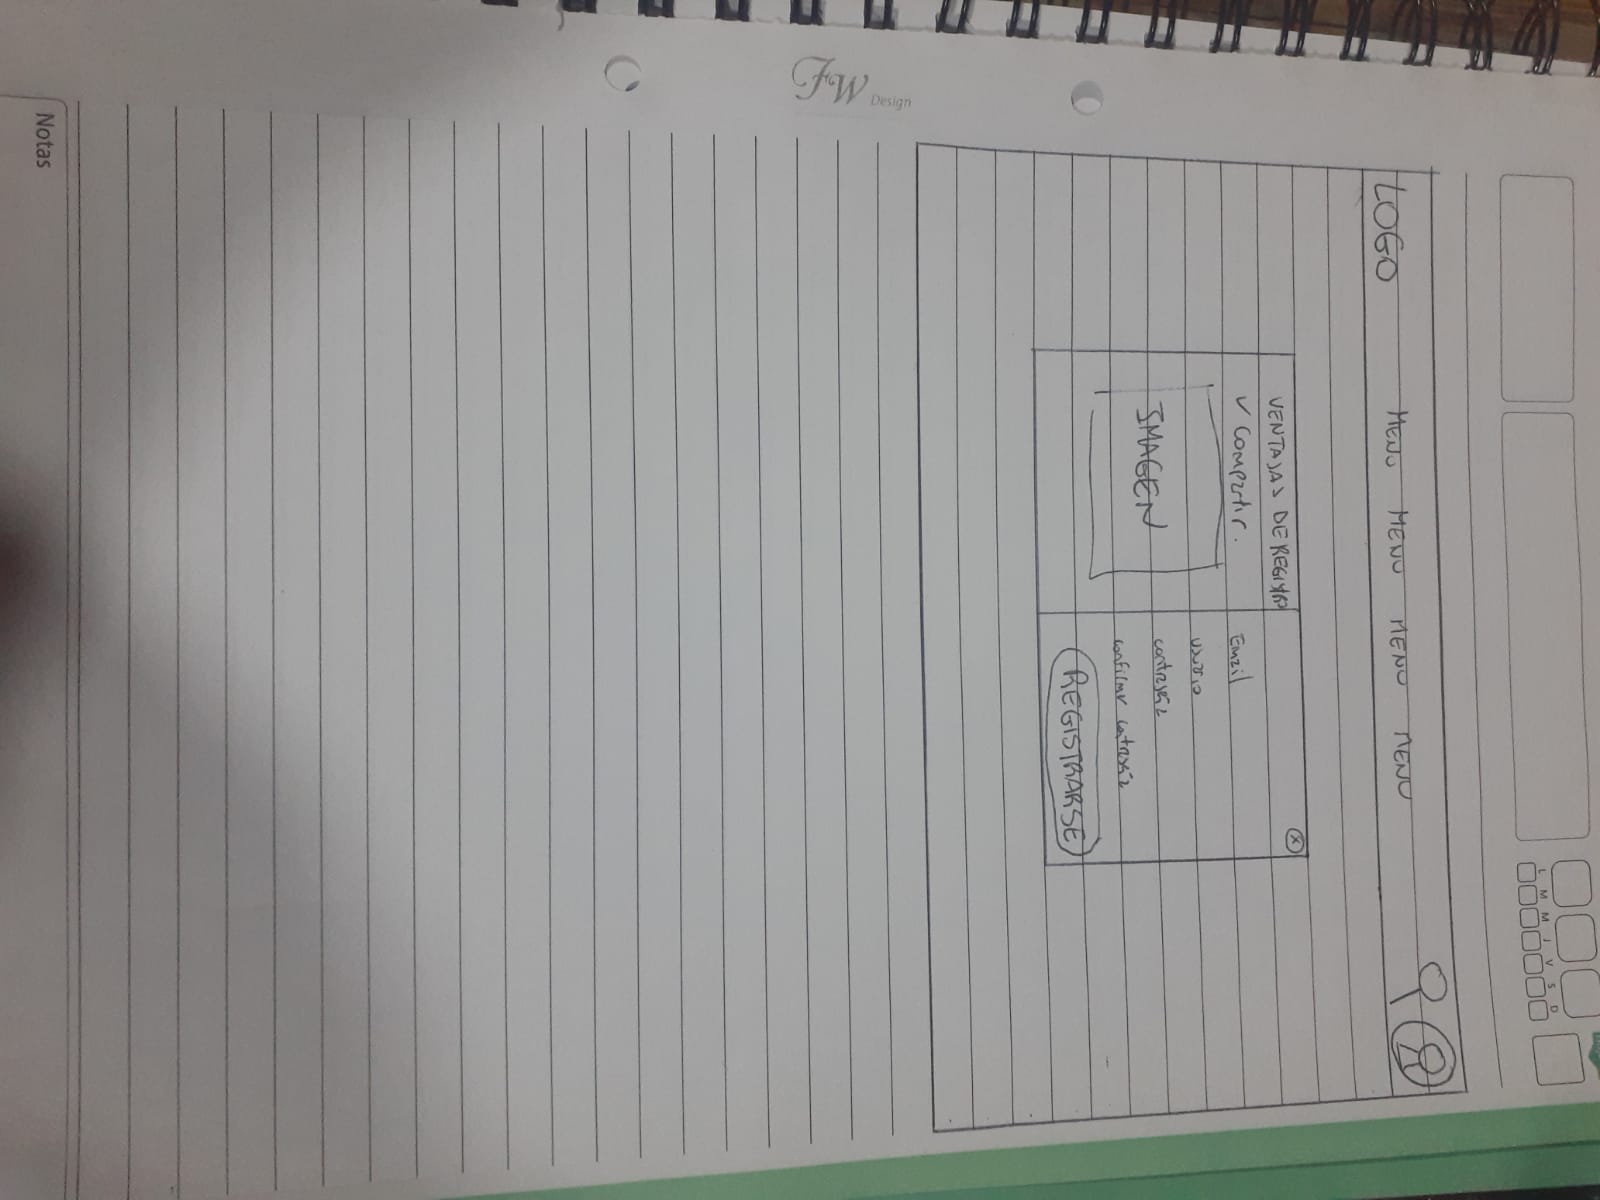 L M M J V S D
LOGO MENU MENU MENU MENU
VENTAJAS DE REGISTRO
✓ Compartir.
IMAGEN
X
Email
usuario
contraseña
confirmar contraseña
REGISTRARSE
FW Design
Notas